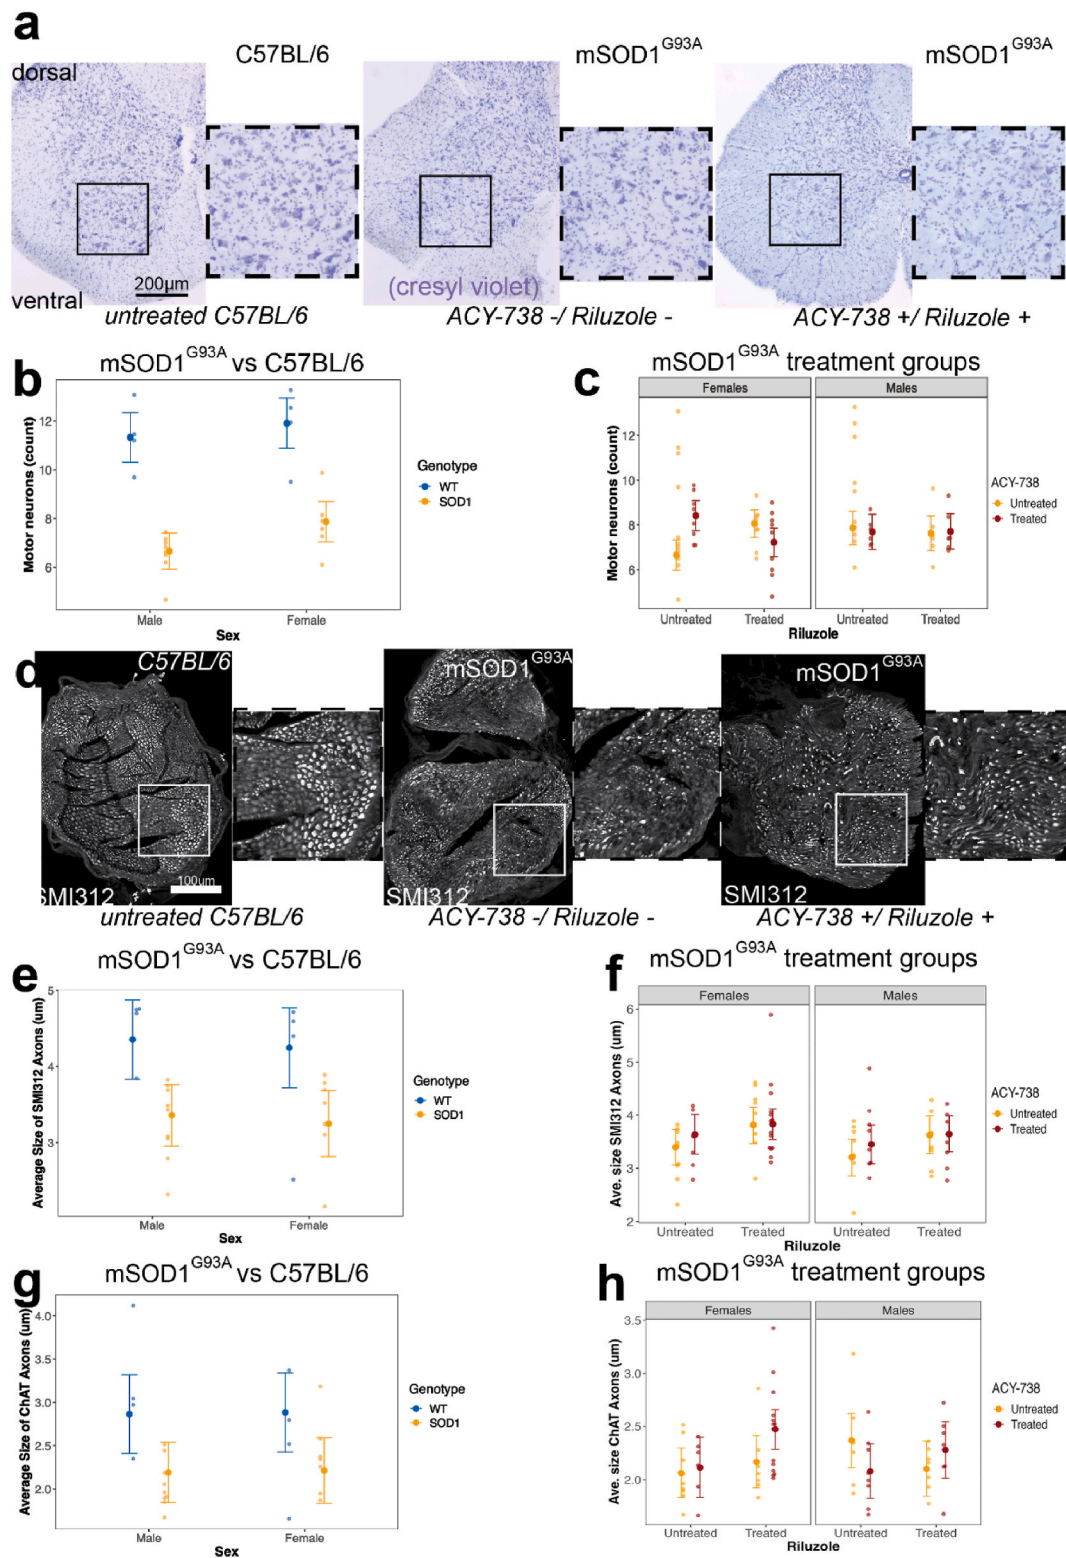 a
C57BL/6
mSOD1G93A
mSOD1G93A
dorsal
ventral
200µm
(cresyl violet)
untreated C57BL/6
ACY-738 -/ Riluzole -
ACY-738 +/ Riluzole +
b
mSOD1G93A vs C57BL/6
Motor neurons (count)
12
10
8
6
Male
Female
Sex
Genotype
WT
SOD1
c
mSOD1G93A treatment groups
Females
Males
Motor neurons (count)
12
10
8
6
Untreated
Treated
Untreated
Treated
Riluzole
ACY-738
Untreated
Treated
d
C57BL/6
mSOD1G93A
mSOD1G93A
SMI312
100um
SMI312
SMI312
untreated C57BL/6
ACY-738 -/ Riluzole -
ACY-738 +/ Riluzole +
e
mSOD1G93A vs C57BL/6
Average Size of SMI312 Axons (um)
5
4
3
Male
Female
Sex
Genotype
WT
SOD1
f
mSOD1G93A treatment groups
Females
Males
Ave. size SMI312 Axons (um)
6
5
4
3
2
Untreated
Treated
Untreated
Treated
Riluzole
ACY-738
Untreated
Treated
g
mSOD1G93A vs C57BL/6
Average Size of ChAT Axons (um)
4.0
3.5
3.0
2.5
2.0
Male
Female
Sex
Genotype
WT
SOD1
h
mSOD1G93A treatment groups
Females
Males
Ave. size ChAT Axons (um)
3.5
3.0
2.5
2.0
Untreated
Treated
Untreated
Treated
Riluzole
ACY-738
Untreated
Treated